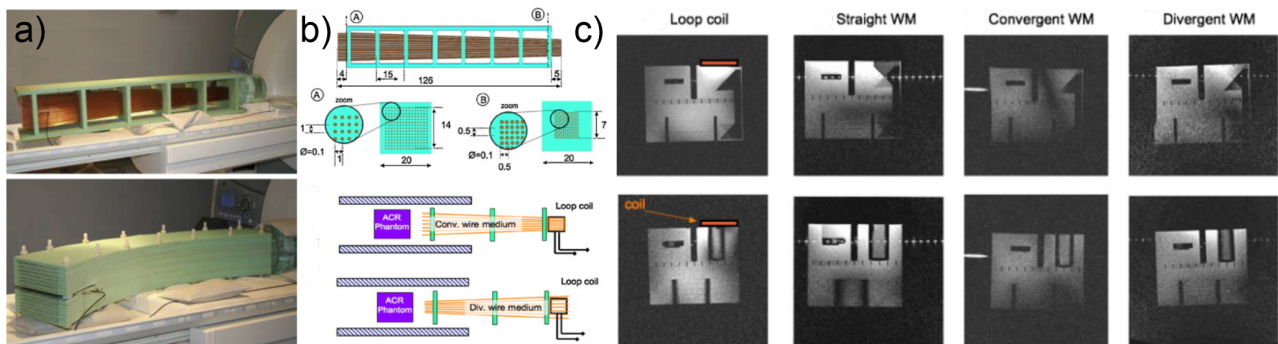 a)
b)
A
B
4
15
126
5
A
zoom
1
Ø=0.1
1
14
20
B
zoom
0.5
Ø=0.1
0.5
7
20
Loop coil
ACR
Phantom
Conv. wire medium
Loop coil
ACR
Phantom
Div. wire medium
c)
Loop coil
Straight WM
Convergent WM
Divergent WM
coil